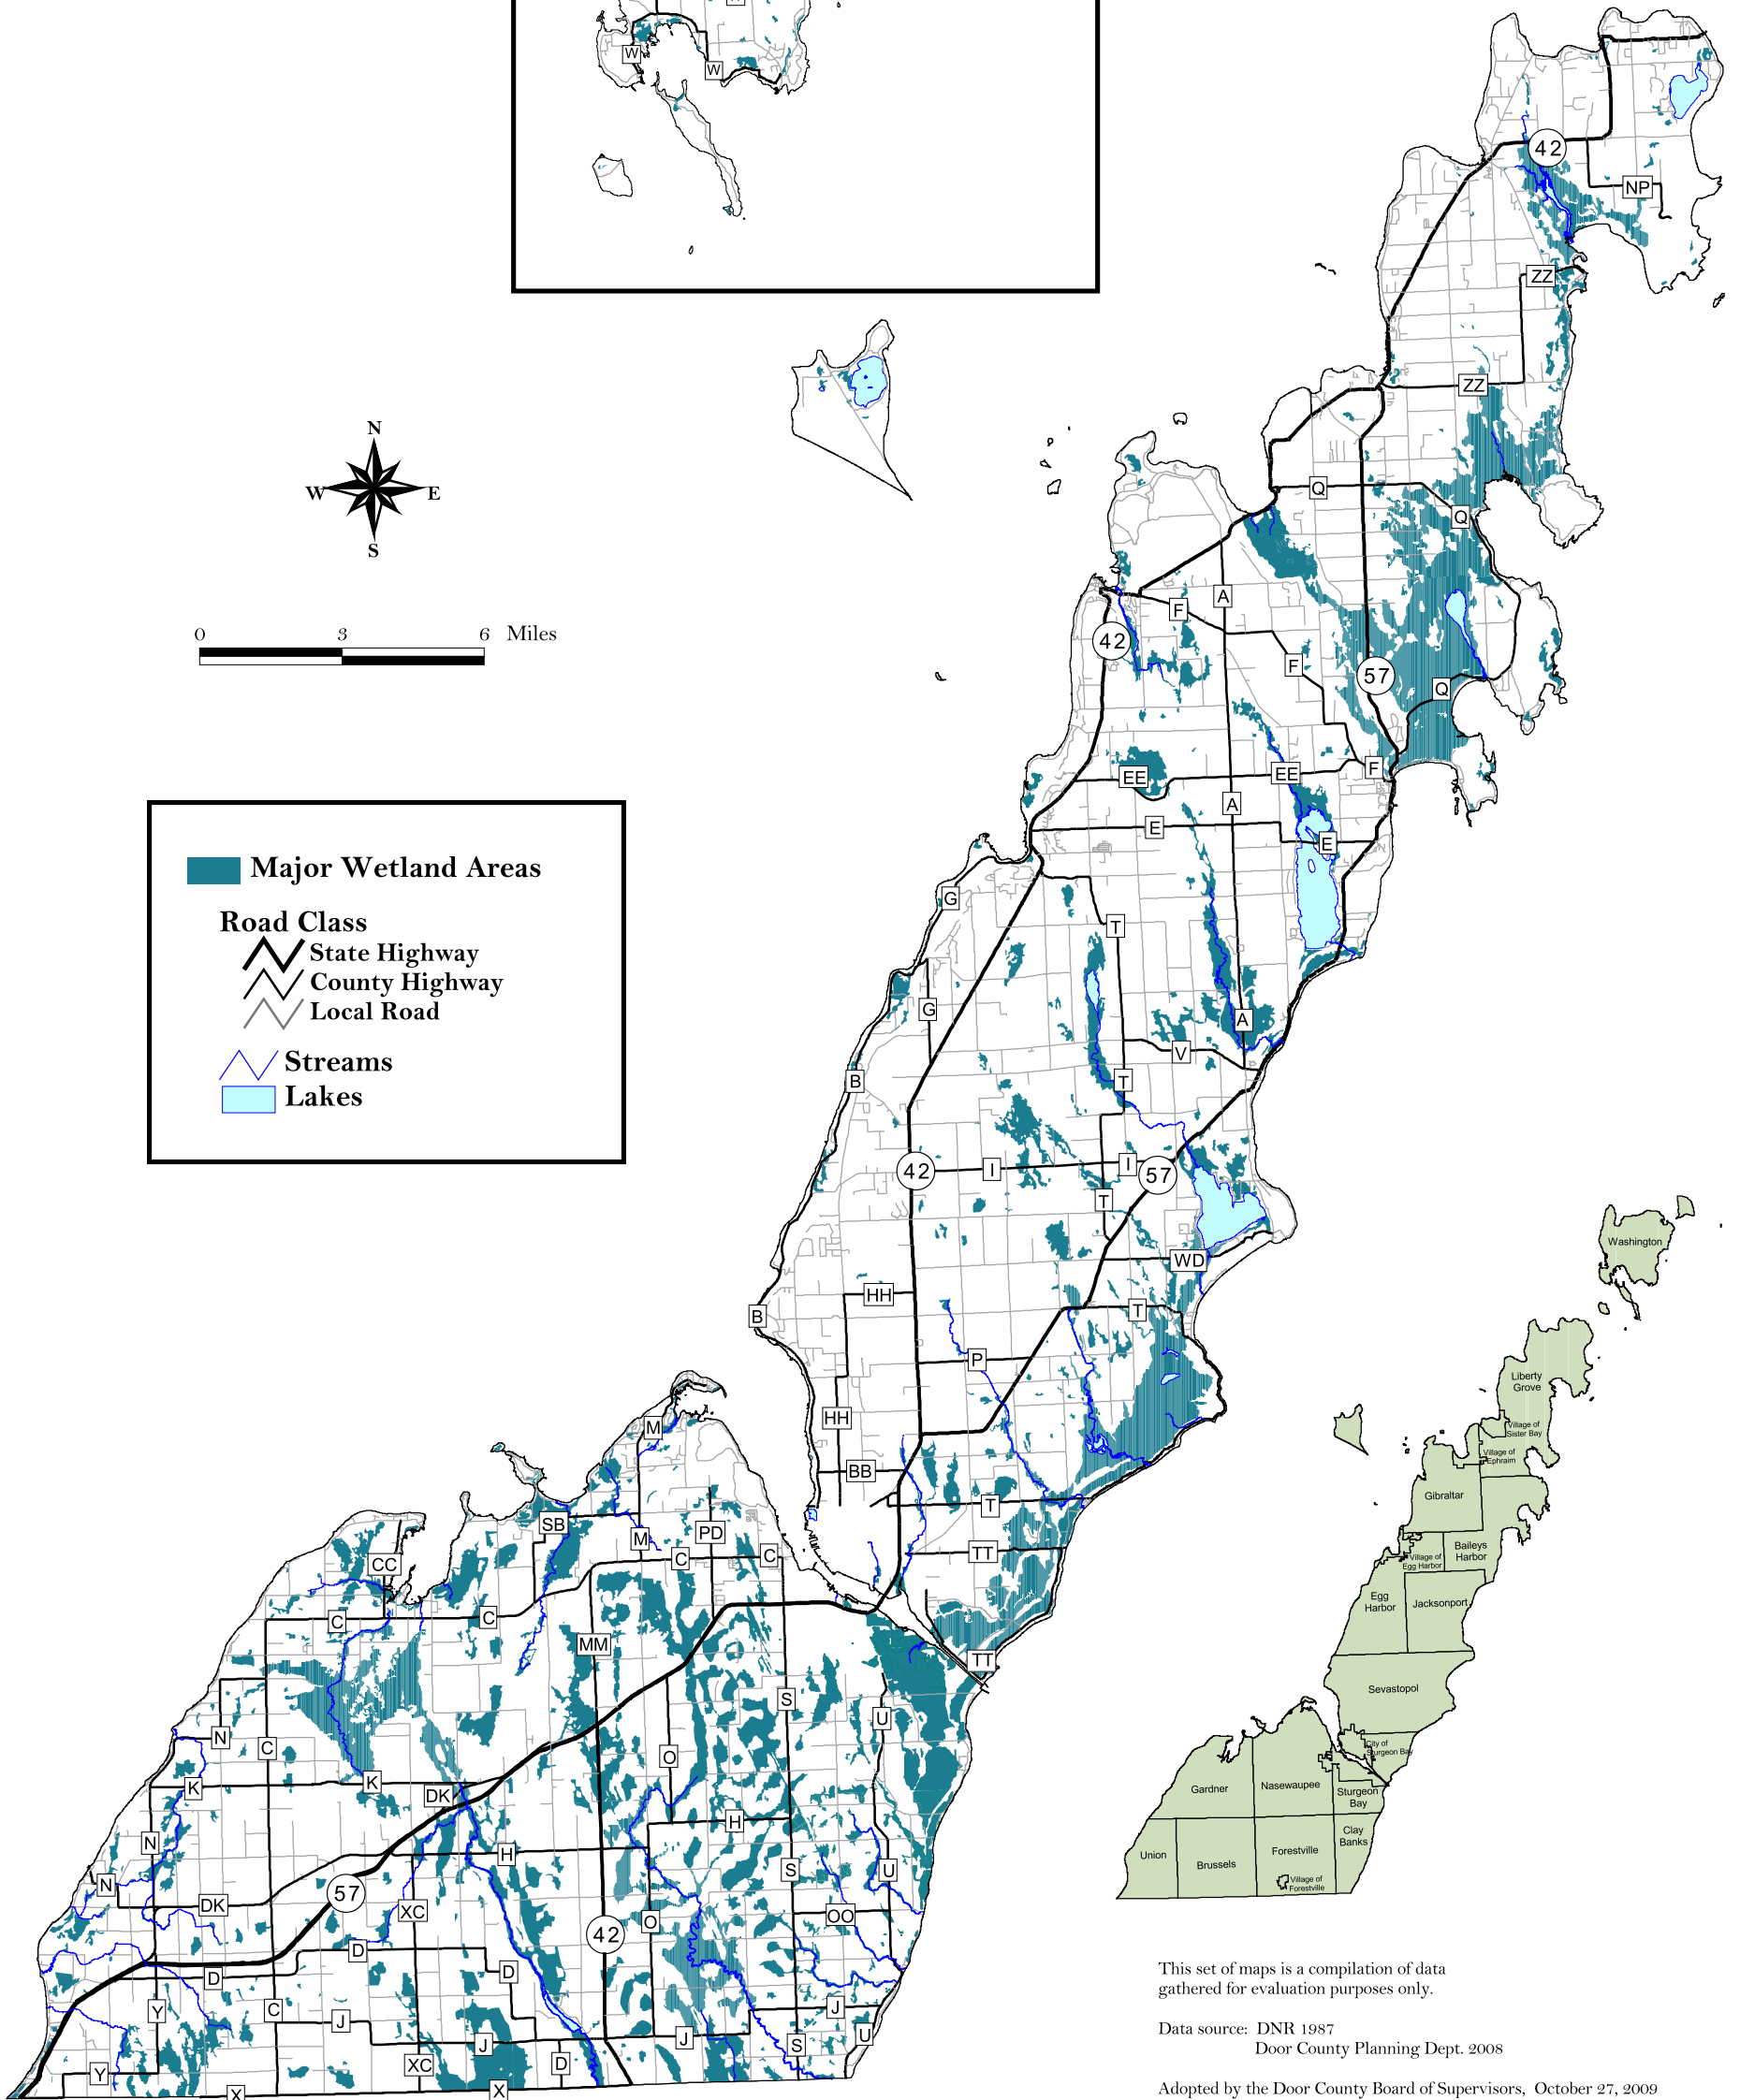 W
W
42
NP
ZZ
ZZ
N
W
E
S
Q
Q
0 3 6 Miles
F
A
42
F
57
Q
EE
EE
F
A
E
E
Major Wetland Areas
Road Class
State Highway
County Highway
Local Road
Streams
Lakes
G
T
G
A
V
B
T
42
I
I
57
T
Washington
WD
HH
B
T
P
Liberty
Grove
HH
M
Village of
Sister Bay
BB
Village of
Ephraim
Gibraltar
T
SB
M
PD
C
C
TT
CC
Baileys
Harbor
Village of
Egg Harbor
C
C
Egg
Harbor
Jacksonport
MM
TT
S
Sevastopol
U
N
C
City of
Sturgeon Bay
O
K
K
DK
Gardner
Nasewaupee
Sturgeon
Bay
H
N
H
Clay
Banks
S
U
Union
Brussels
Forestville
Village of
Forestville
N
57
DK
XC
O
OO
42
D
D
D
This set of maps is a compilation of data
gathered for evaluation purposes only.
Y
C
J
J
J
J
U
S
Data source: DNR 1987
Door County Planning Dept. 2008
Y
XC
D
X
X
Adopted by the Door County Board of Supervisors, October 27, 2009